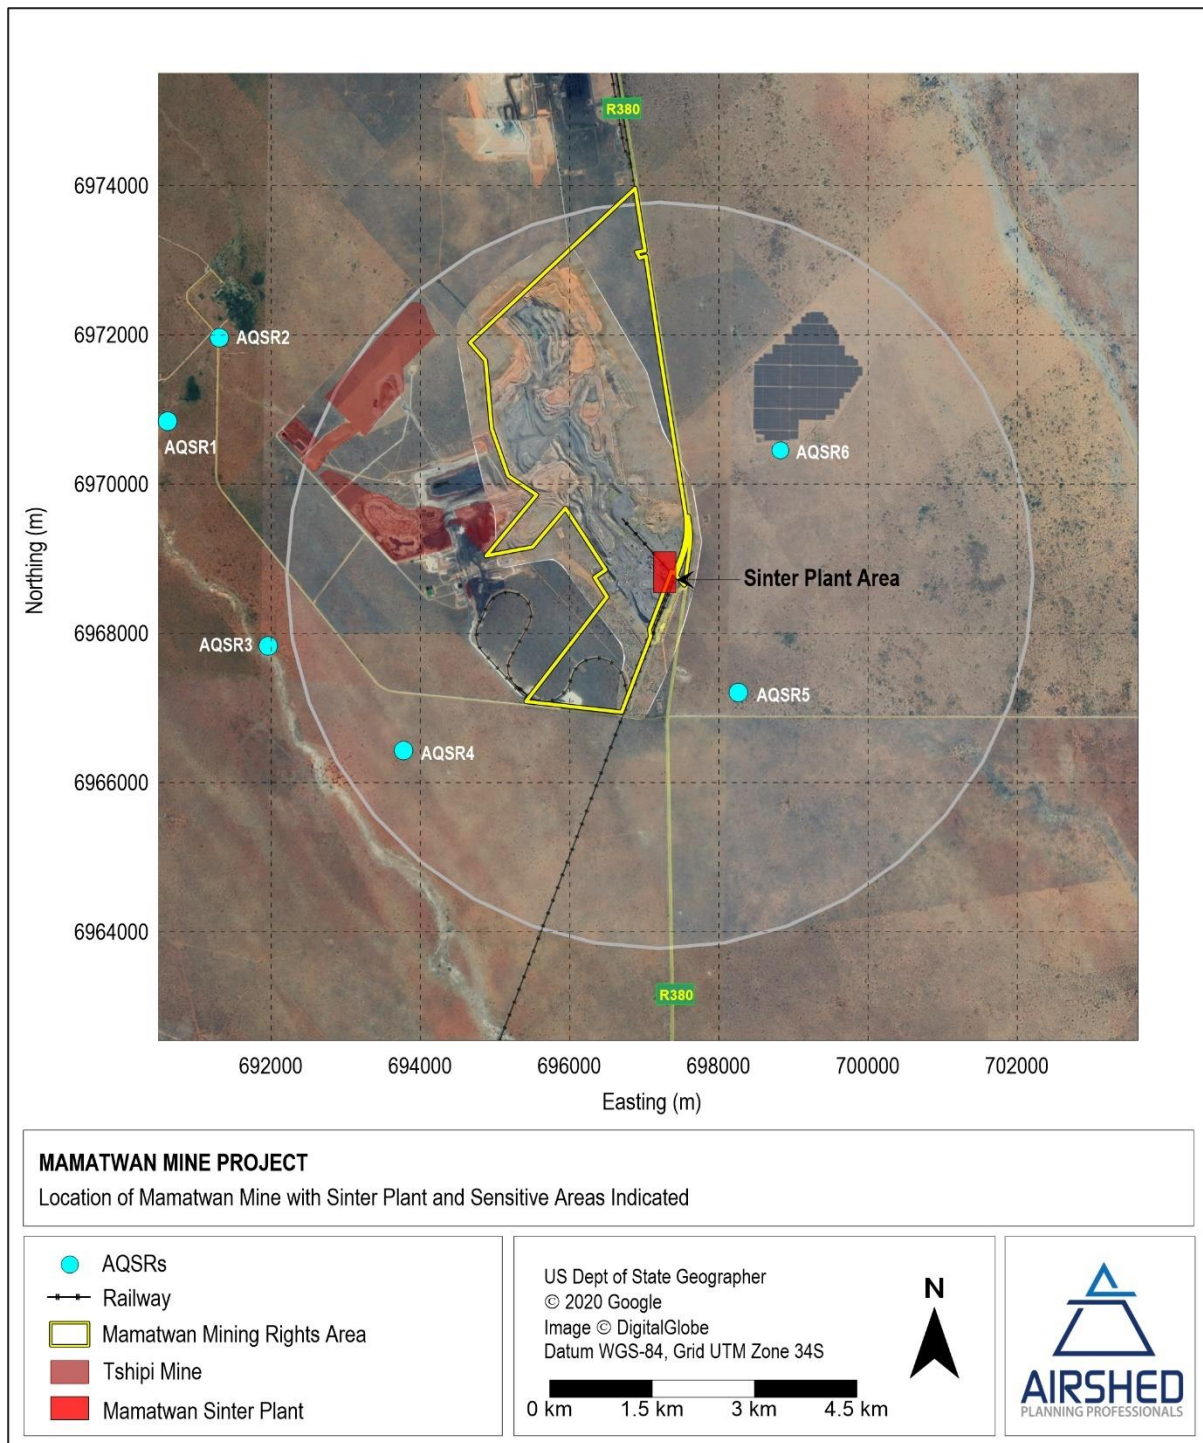 R380
6974000
6972000
6970000
6968000
6966000
6964000
Northing (m)
AQSR2
AQSR1
AQSR6
Sinter Plant Area
AQSR3
AQSR5
AQSR4
R380
692000 694000 696000 698000 700000 702000
Easting (m)
MAMATWAN MINE PROJECT
Location of Mamatwan Mine with Sinter Plant and Sensitive Areas Indicated
AQSRs
Railway
Mamatwan Mining Rights Area
Tshipi Mine
Mamatwan Sinter Plant
US Dept of State Geographer
© 2020 Google
Image © DigitalGlobe
Datum WGS-84, Grid UTM Zone 34S
0 km 1.5 km 3 km 4.5 km
N
AIRSHED
PLANNING PROFESSIONALS